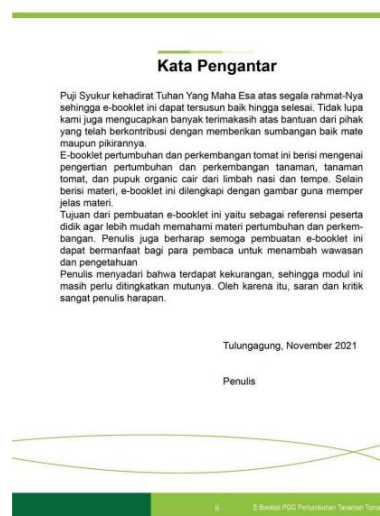 Kata Pengantar
Puji Syukur kehadirat Tuhan Yang Maha Esa atas segala rahmat-Nya
sehingga e-booklet ini dapat tersusun baik hingga selesai. Tidak lupa
kami juga mengucapkan banyak terimakasih atas bantuan dari pihak
yang telah berkontribusi dengan memberikan sumbangan baik mate
maupun pikirannya.
E-booklet pertumbuhan dan perkembangan tomat ini berisi mengenai
pengertian pertumbuhan dan perkembangan tanaman, tanaman
tomat, dan pupuk organic cair dari limbah nasi dan tempe. Selain
berisi materi, e-booklet ini dilengkapi dengan gambar guna memper
jelas materi.
Tujuan dari pembuatan e-booklet ini yaitu sebagai referensi peserta
didik agar lebih mudah memahami materi pertumbuhan dan perkem-
bangan. Penulis juga berharap semoga pembuatan e-booklet ini
dapat bermanfaat bagi para pembaca untuk menambah wawasan
dan pengetahuan
Penulis menyadari bahwa terdapat kekurangan, sehingga modul ini
masih perlu ditingkatkan mutunya. Oleh karena itu, saran dan kritik
sangat penulis harapan.
Tulungagung, November 2021
Penulis
ii E-Booklet POC Pertumbuhan Tanaman Toma